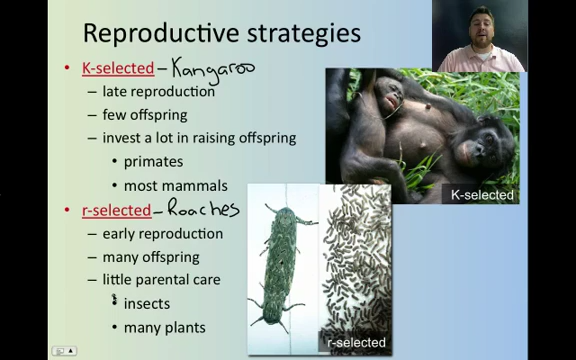 Reproductive strategies
• K-selected – Kangaroo
– late reproduction
– few offspring
– invest a lot in raising offspring
• primates
• most mammals
• r-selected – Roaches
– early reproduction
– many offspring
– little parental care
• insects
• many plants
K-selected
r-selected